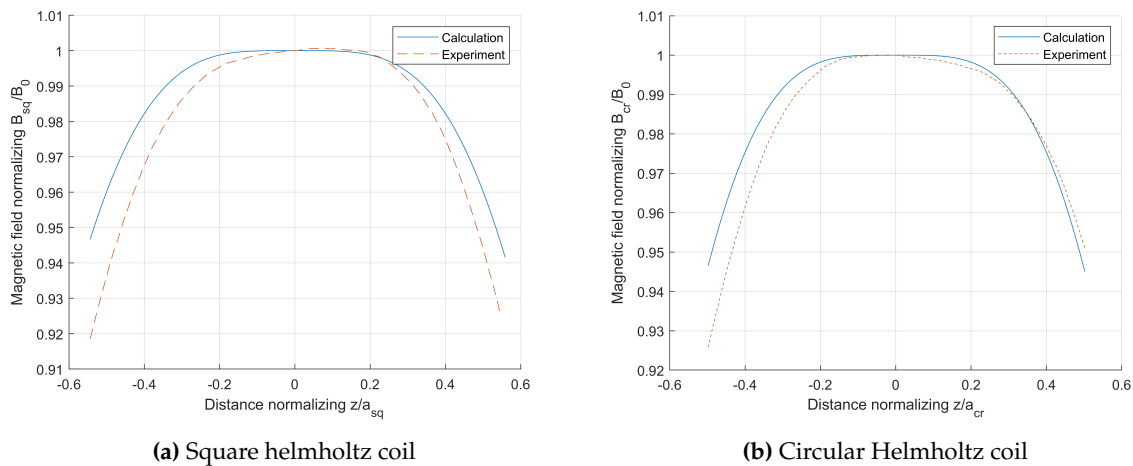 1.01
1
0.99
0.98
0.97
0.96
0.95
0.94
0.93
0.92
0.91
Magnetic field normalizing B_sq/B_0
Calculation
Experiment
-0.6 -0.4 -0.2 0 0.2 0.4 0.6
Distance normalizing z/a_sq
(a) Square helmholtz coil
1.01
1
0.99
0.98
0.97
0.96
0.95
0.94
0.93
0.92
Magnetic field normalizing B_cr/B_0
Calculation
Experiment
-0.6 -0.4 -0.2 0 0.2 0.4 0.6
Distance normalizing z/a_cr
(b) Circular Helmholtz coil